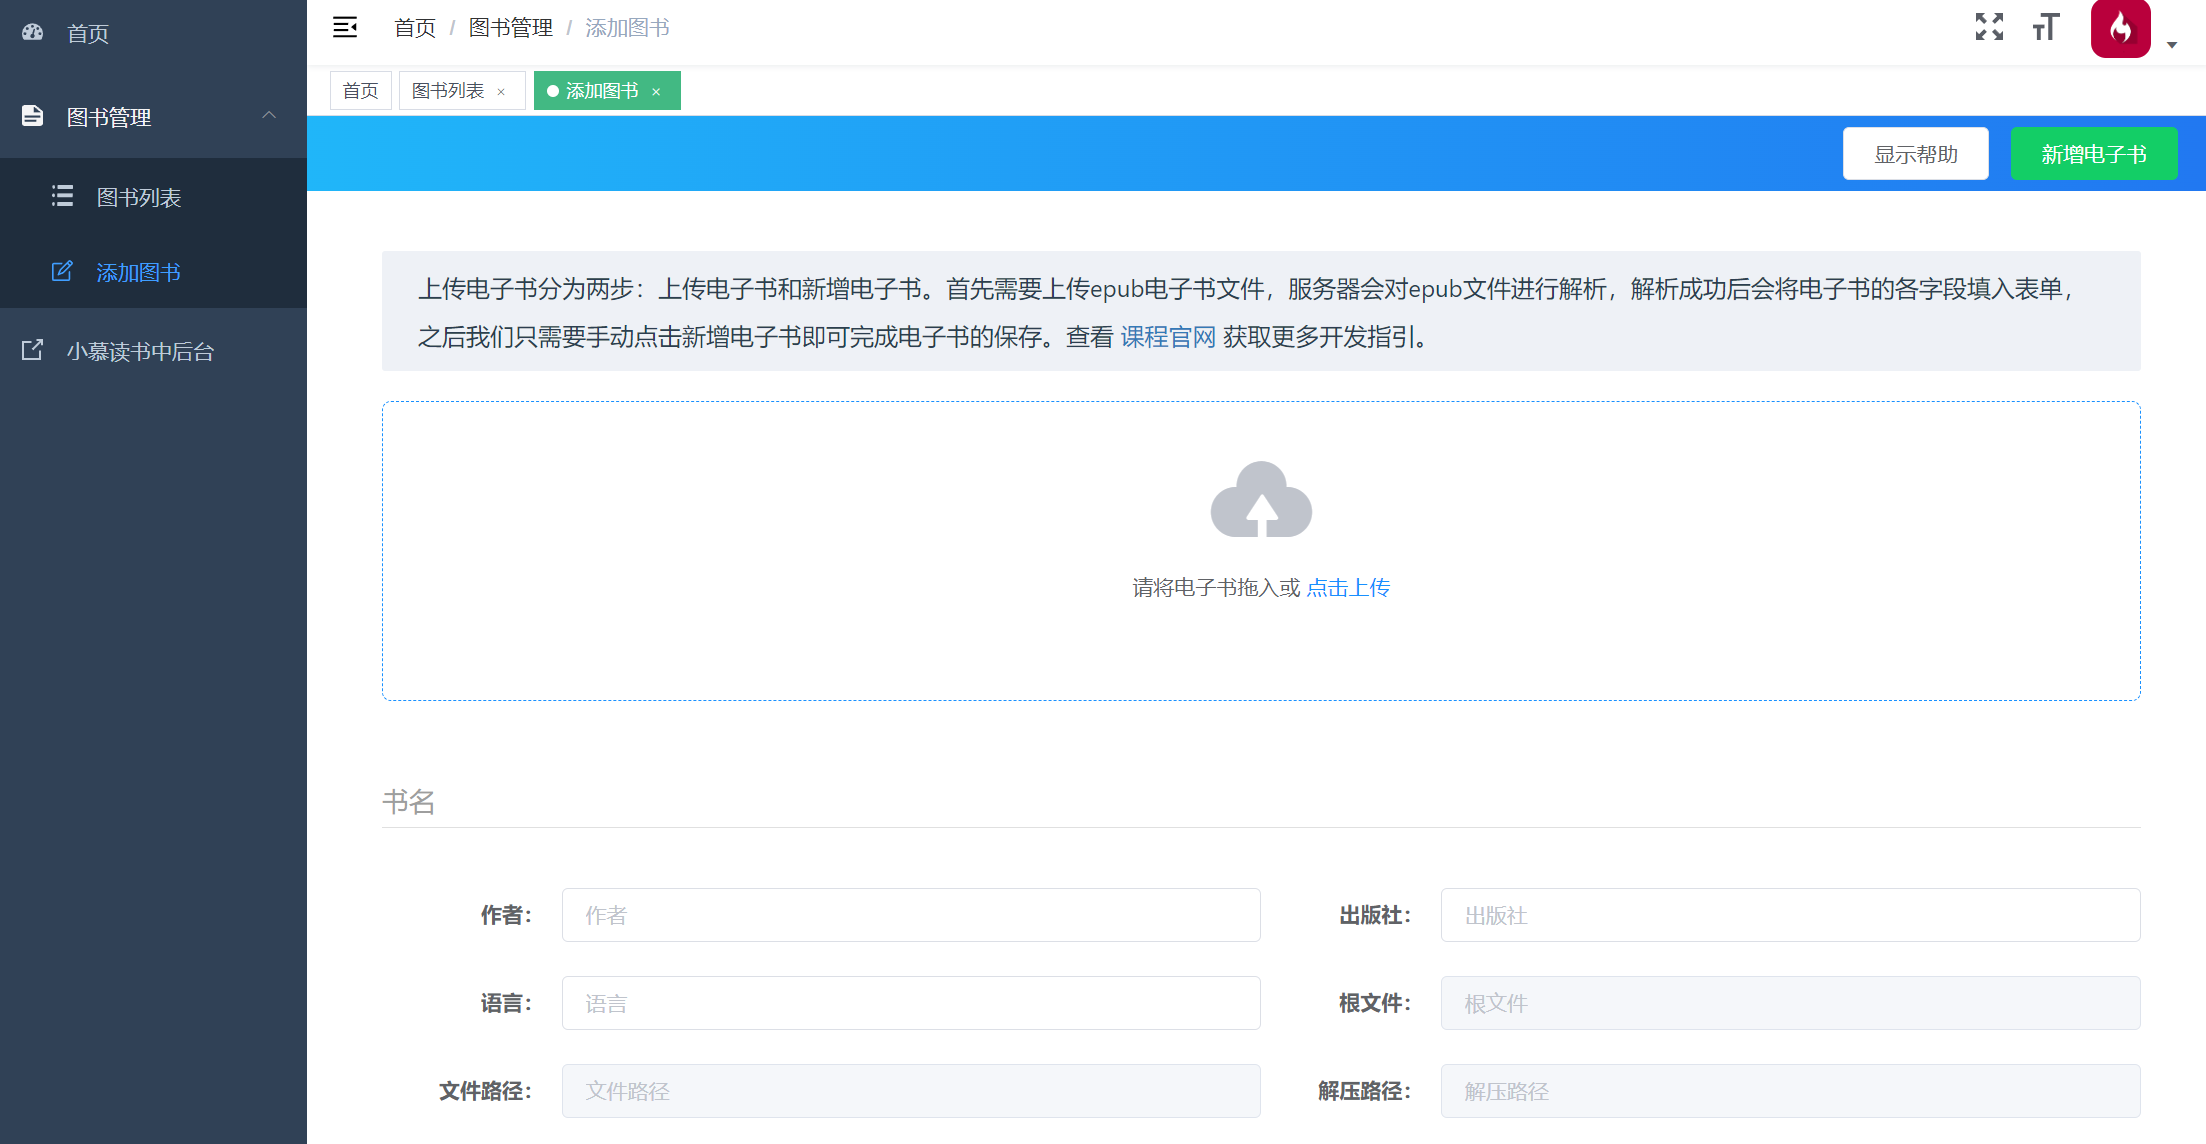 首页
图书管理
图书列表
添加图书
小慕读书中后台
首页 / 图书管理 / 添加图书
首页 图书列表 × 添加图书 ×
显示帮助 新增电子书
上传电子书分为两步：上传电子书和新增电子书。首先需要上传epub电子书文件，服务器会对epub文件进行解析，解析成功后会将电子书的各字段填入表单，
之后我们只需要手动点击新增电子书即可完成电子书的保存。查看 课程官网 获取更多开发指引。
请将电子书拖入或 点击上传
书名
作者： 作者 出版社： 出版社
语言： 语言 根文件： 根文件
文件路径： 文件路径 解压路径： 解压路径